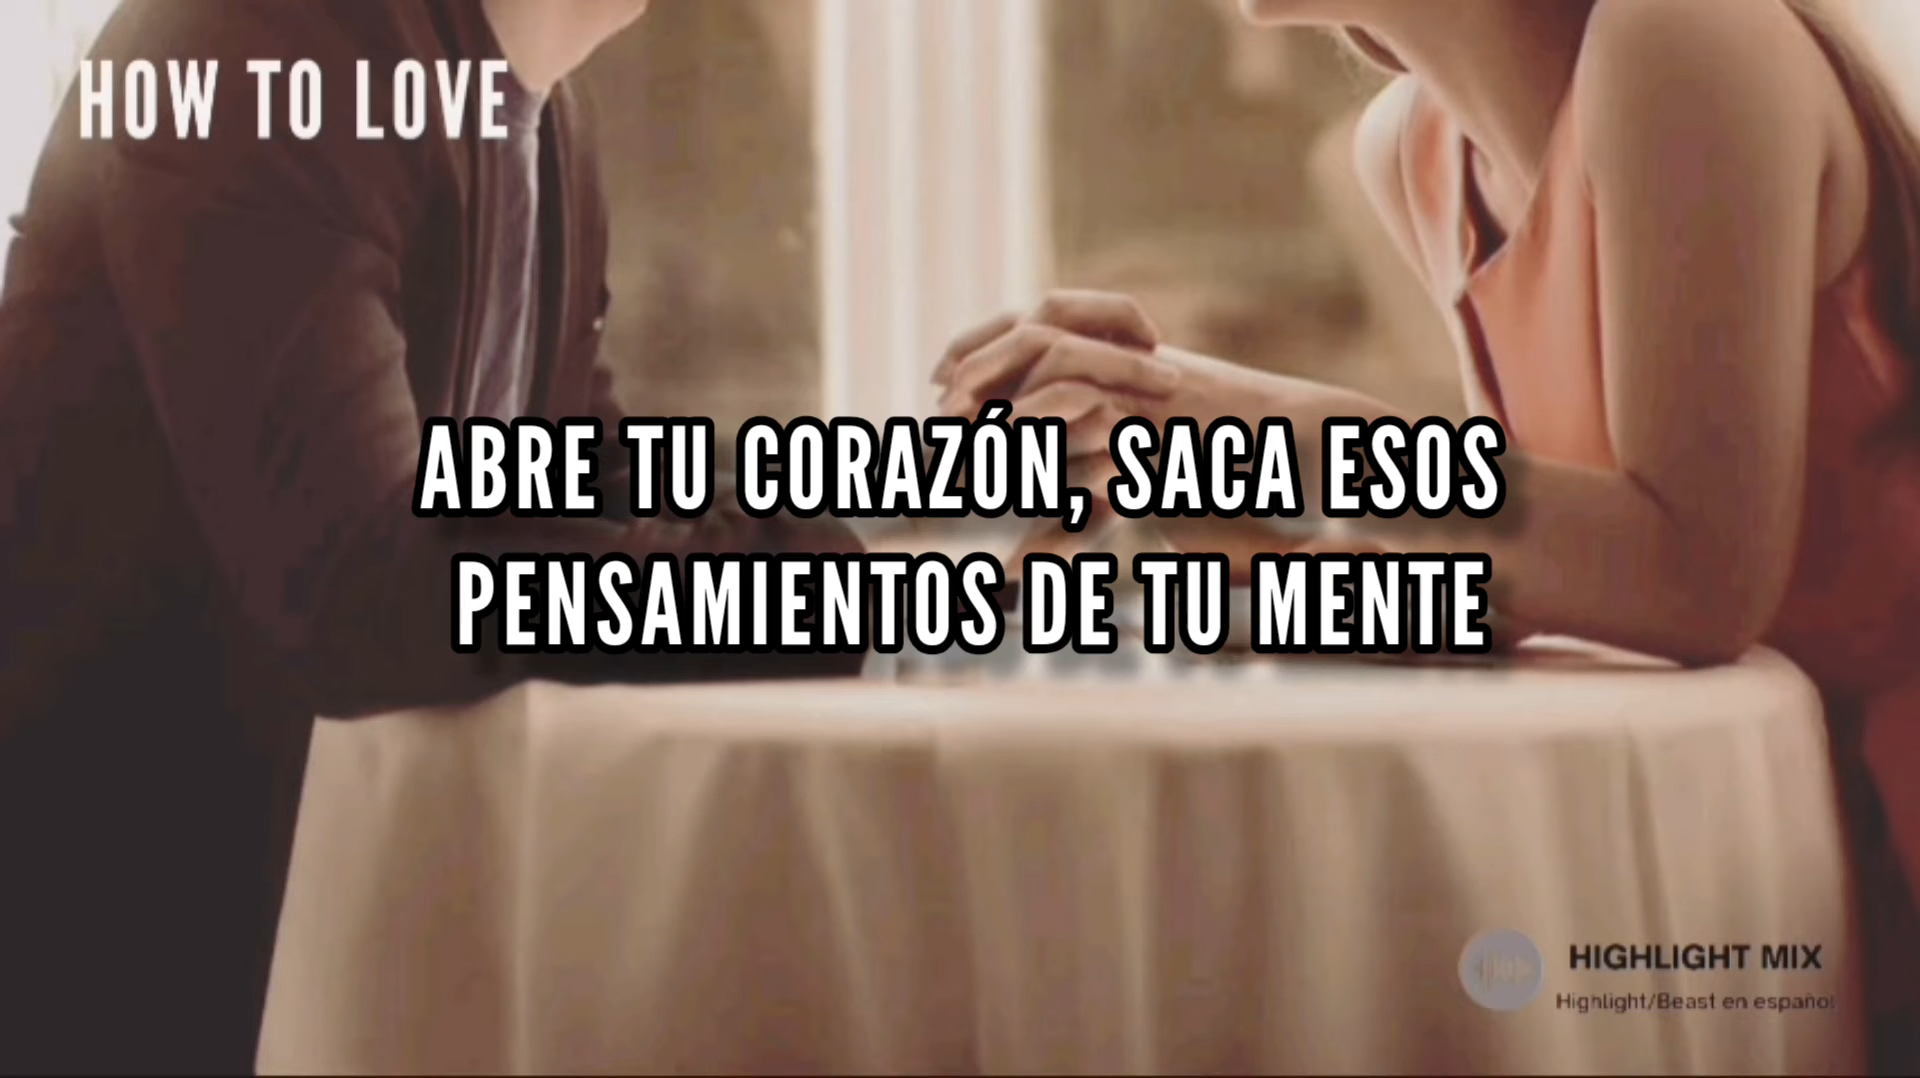 HOW TO LOVE
ABRE TU CORAZÓN, SACA ESOS
PENSAMIENTOS DE TU MENTE
HIGHLIGHT MIX
Highlight/Beast en español